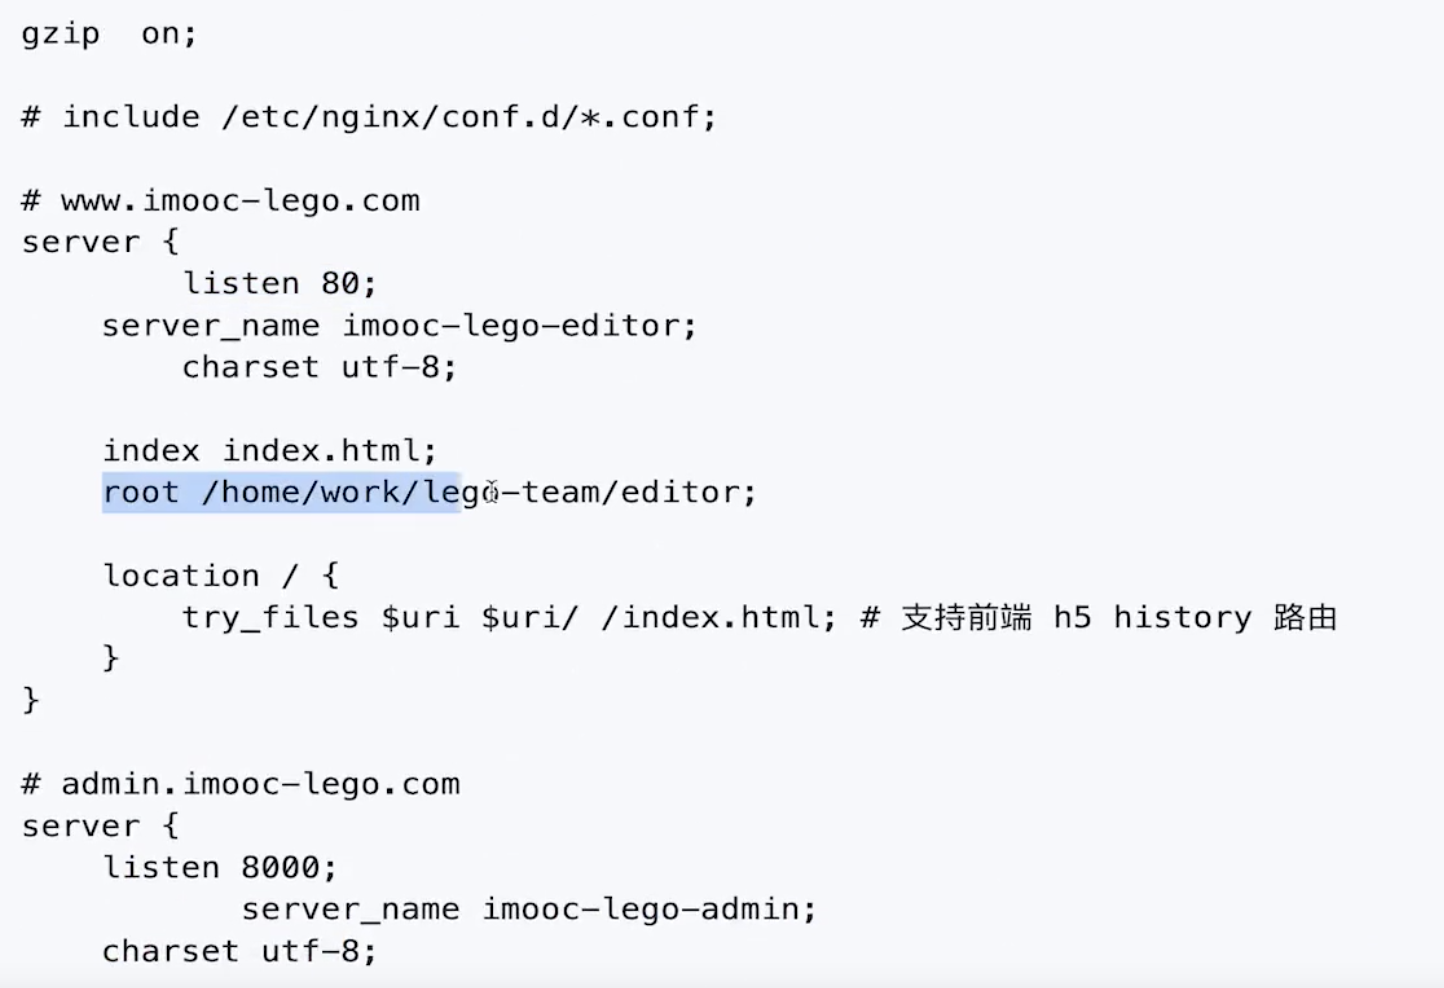 gzip  on;
# include /etc/nginx/conf.d/*.conf;
# www.imooc-lego.com
server {
        listen 80;
    server_name imooc-lego-editor;
        charset utf-8;
    index index.html;
    root /home/work/lego-team/editor;
    location / {
        try_files $uri $uri/ /index.html; # 支持前端 h5 history 路由
    }
}
# admin.imooc-lego.com
server {
    listen 8000;
           server_name imooc-lego-admin;
    charset utf-8;